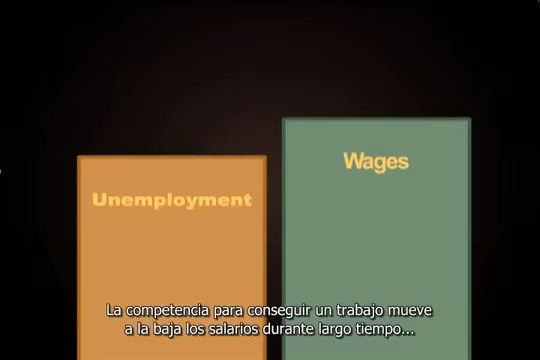 Wages
Unemployment
La competencia para conseguir un trabajo mueve
a la baja los salarios durante largo tiempo...